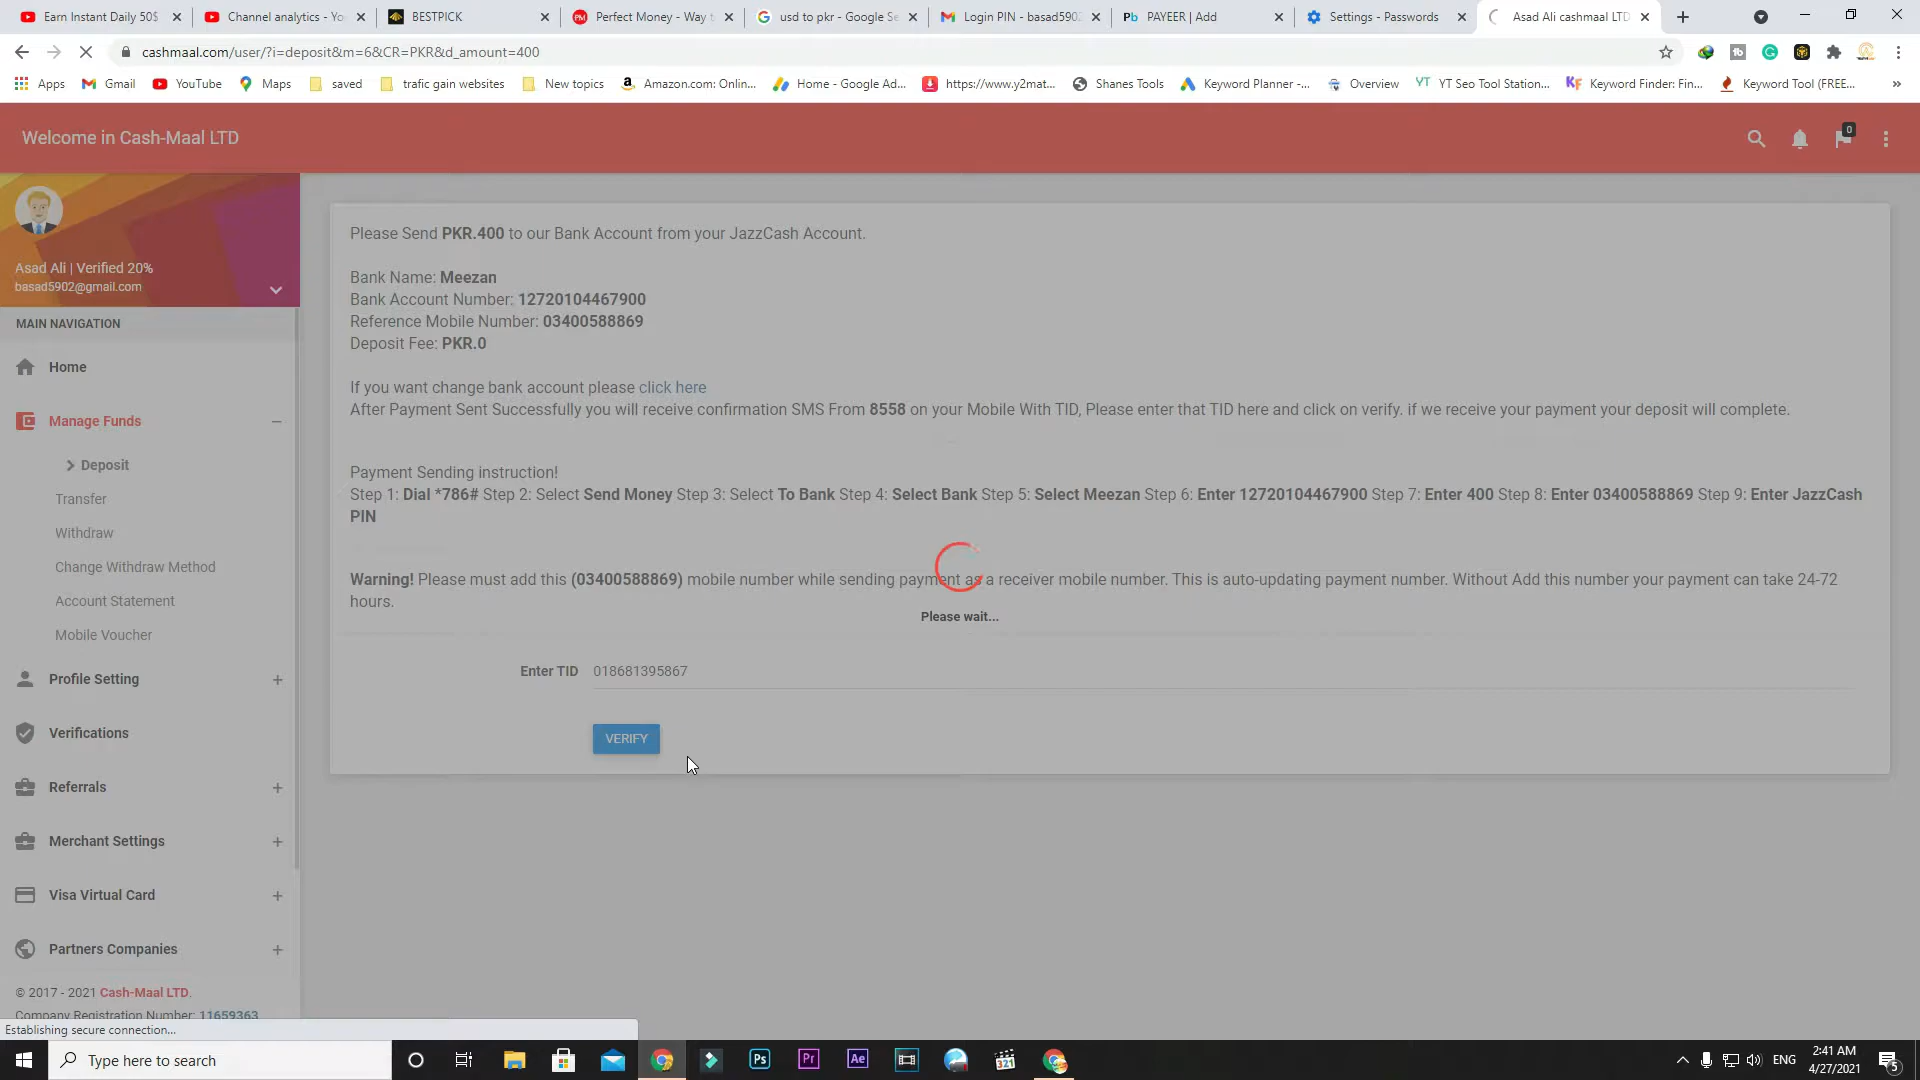 Earn Instant Daily 50$
Channel analytics - Yo
BESTPICK
Perfect Money - Way t
usd to pkr - Google Se
Login PIN - basad5902
PAYEER | Add
Settings - Passwords
Asad Ali cashmaal LTD
cashmaal.com/user/?i=deposit&m=6&CR=PKR&d_amount=400
Apps
Gmail
YouTube
Maps
saved
trafic gain websites
New topics
Amazon.com: Onlin...
Home - Google Ad...
https://www.y2mat...
Shanes Tools
Keyword Planner -...
Overview
YT Seo Tool Station...
Keyword Finder: Fin...
Keyword Tool (FREE...
Welcome in Cash-Maal LTD
0
Asad Ali | Verified 20%
basad5902@gmail.com
MAIN NAVIGATION
Home
Manage Funds
Deposit
Transfer
Withdraw
Change Withdraw Method
Account Statement
Mobile Voucher
Profile Setting
Verifications
Referrals
Merchant Settings
Visa Virtual Card
Partners Companies
© 2017 - 2021 Cash-Maal LTD.
Company Registration Number: 11659363
Establishing secure connection...
Please Send PKR.400 to our Bank Account from your JazzCash Account.
Bank Name: Meezan
Bank Account Number: 12720104467900
Reference Mobile Number: 03400588869
Deposit Fee: PKR.0
If you want change bank account please click here
After Payment Sent Successfully you will receive confirmation SMS From 8558 on your Mobile With TID, Please enter that TID here and click on verify. if we receive your payment your deposit will complete.
Payment Sending instruction!
Step 1: Dial *786# Step 2: Select Send Money Step 3: Select To Bank Step 4: Select Bank Step 5: Select Meezan Step 6: Enter 12720104467900 Step 7: Enter 400 Step 8: Enter 03400588869 Step 9: Enter JazzCash
PIN
Warning! Please must add this (03400588869) mobile number while sending payment as a receiver mobile number. This is auto-updating payment number. Without Add this number your payment can take 24-72
hours.
Please wait...
Enter TID 018681395867
VERIFY
Type here to search
ENG
2:41 AM
4/27/2021
5